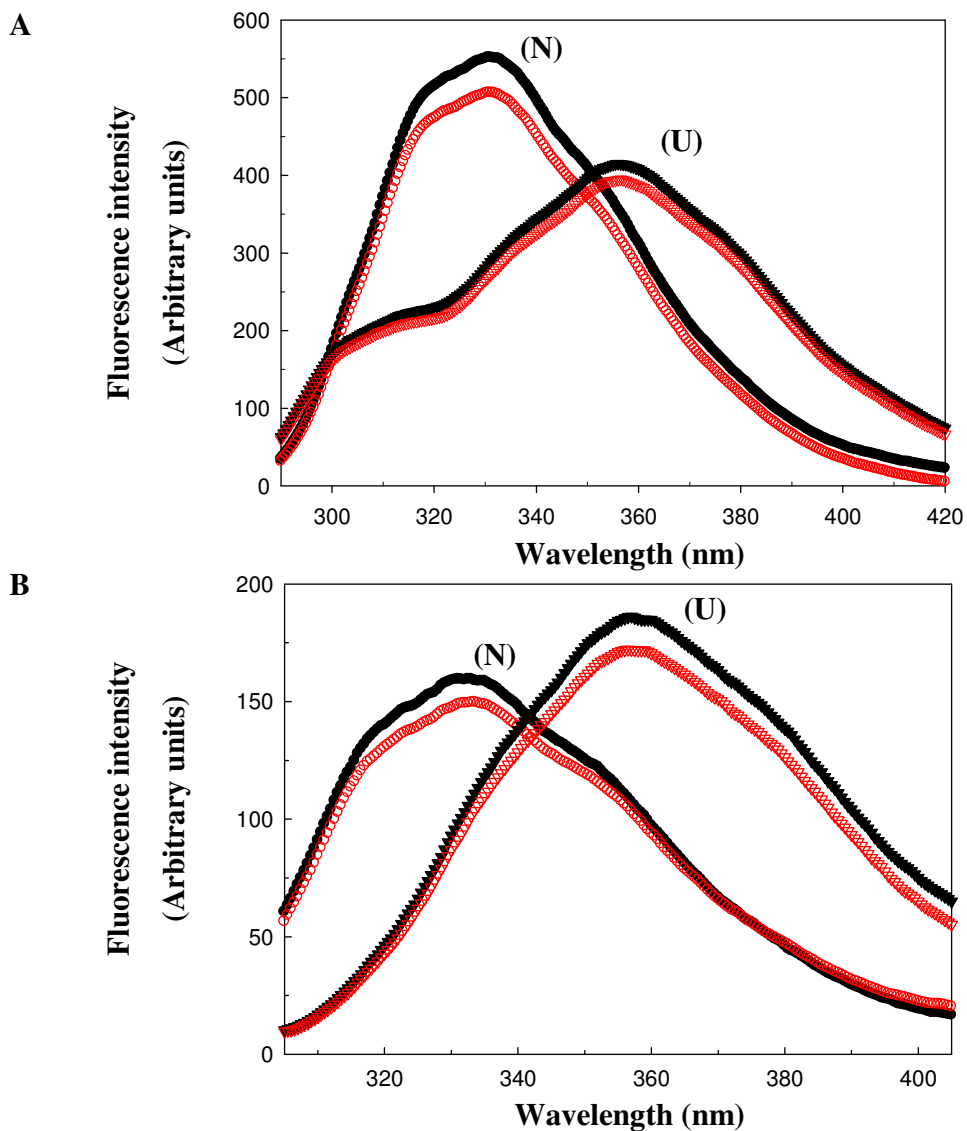 A
600
500
400
300
200
100
0
(N)
(U)
Fluorescence intensity
(Arbitrary units)
300 320 340 360 380 400 420
Wavelength (nm)
B
200
150
100
50
0
(N)
(U)
Fluorescence intensity
(Arbitrary units)
320 340 360 380 400
Wavelength (nm)